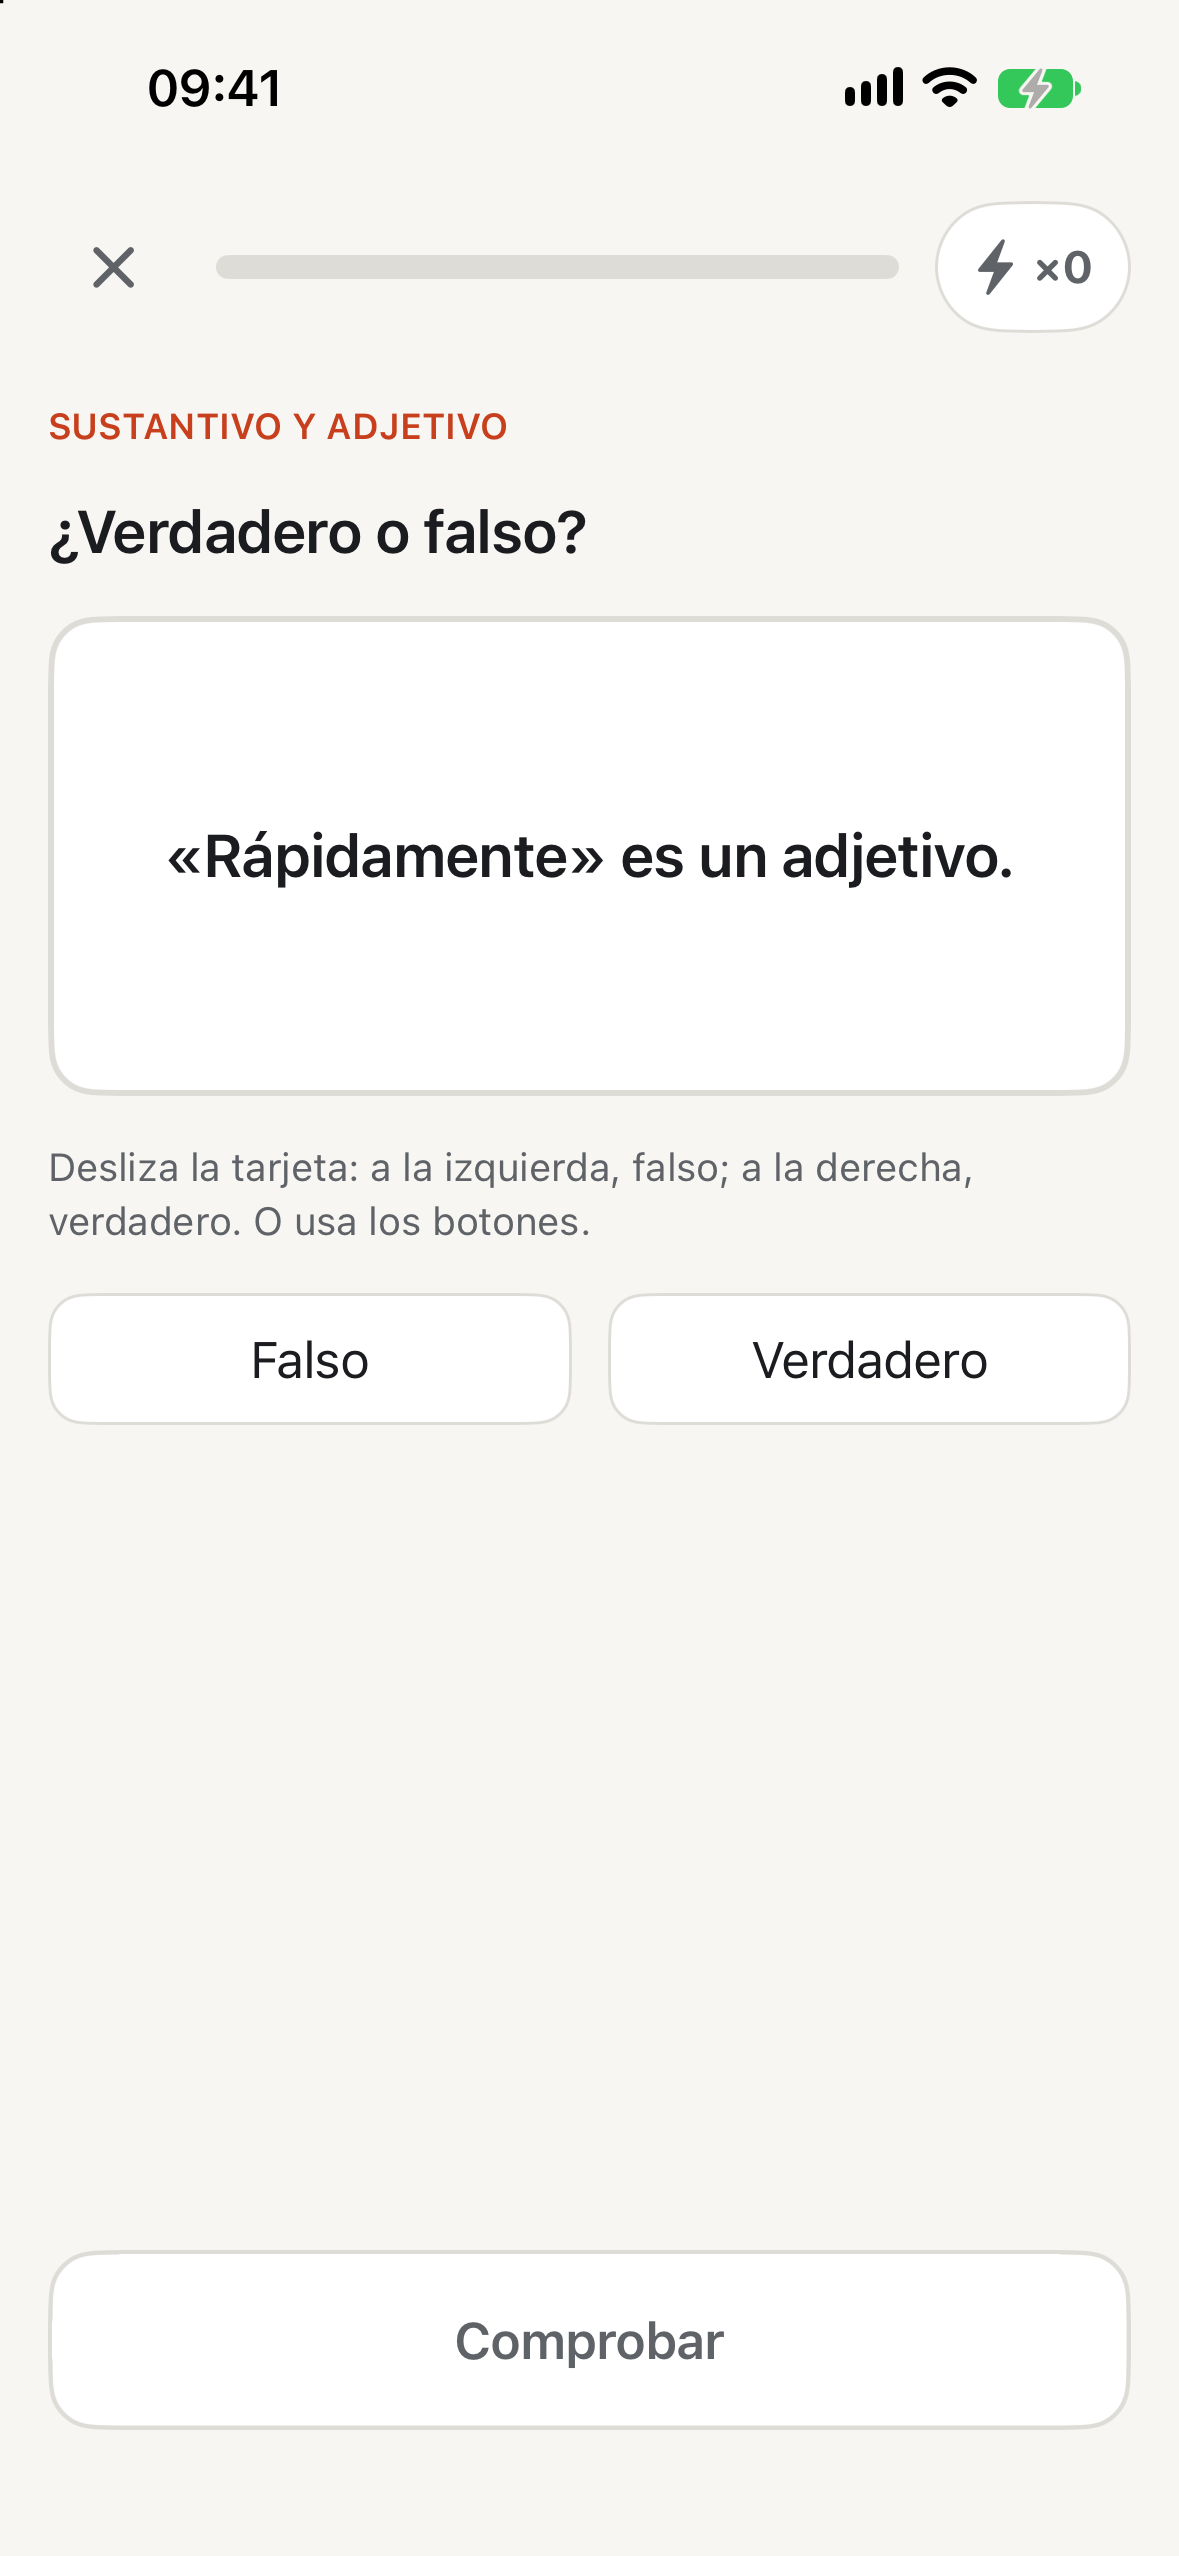 09:41
×0
SUSTANTIVO Y ADJETIVO
¿Verdadero o falso?
«Rápidamente» es un adjetivo.
Desliza la tarjeta: a la izquierda, falso; a la derecha,
verdadero. O usa los botones.
Falso
Verdadero
Comprobar